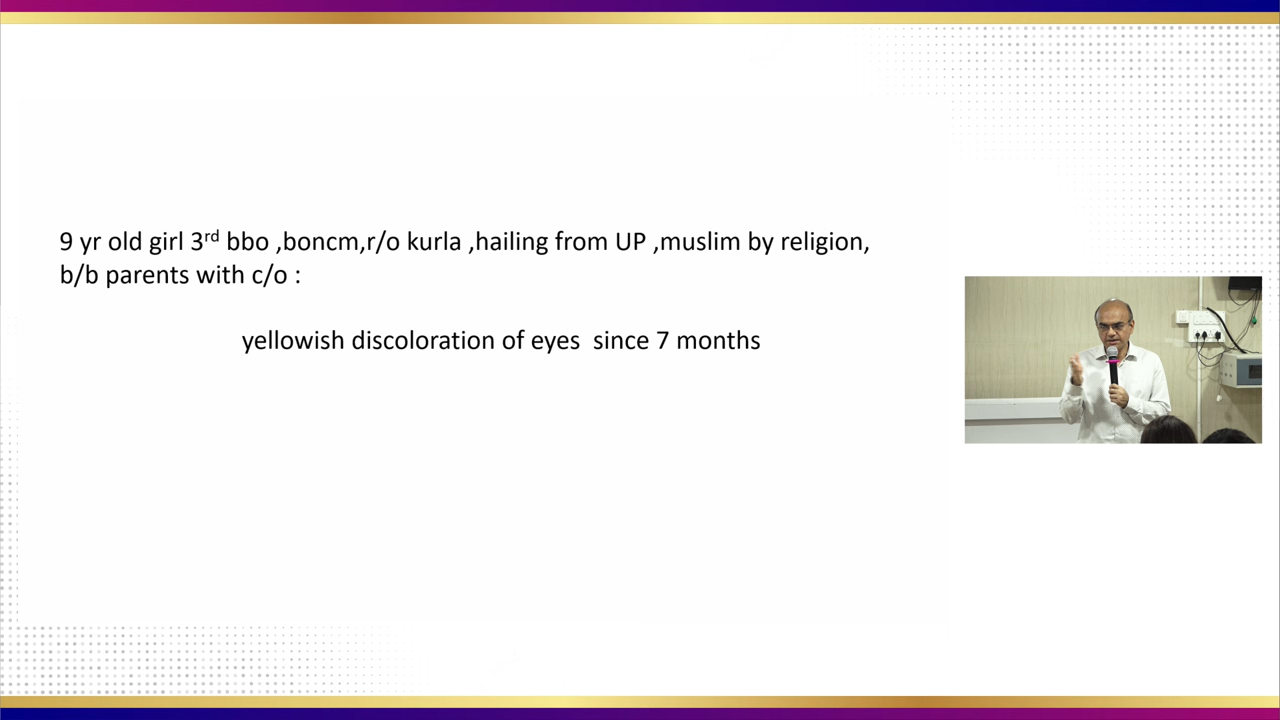 9 yr old girl 3rd bbo ,boncm,r/o kurla ,hailing from UP ,muslim by religion,
b/b parents with c/o :
yellowish discoloration of eyes  since 7 months